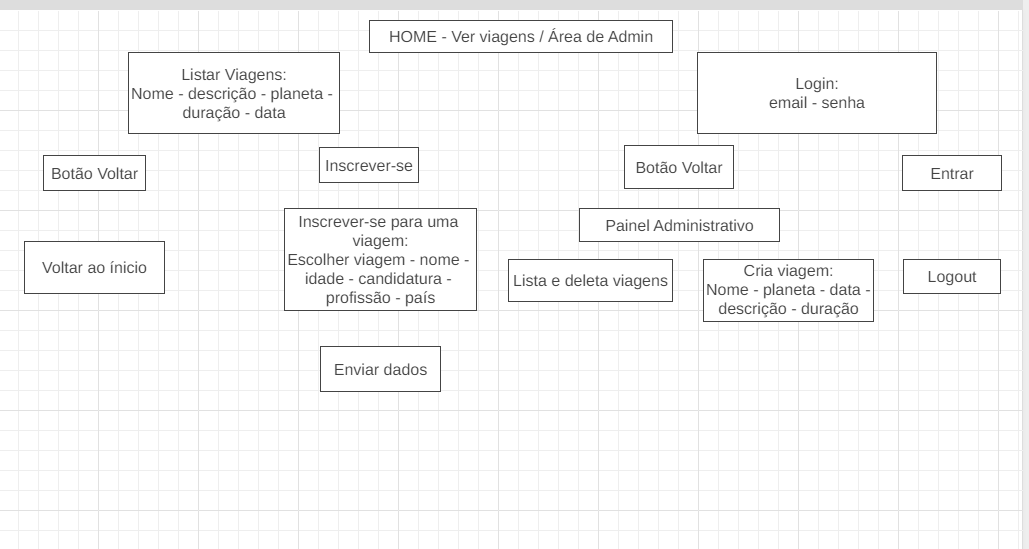 HOME - Ver viagens / Área de Admin
Listar Viagens:
Nome - descrição - planeta -
duração - data
Login:
email - senha
Botão Voltar
Inscrever-se
Botão Voltar
Entrar
Voltar ao ínicio
Inscrever-se para uma
viagem:
Escolher viagem - nome -
idade - candidatura -
profissão - país
Painel Administrativo
Lista e deleta viagens
Cria viagem:
Nome - planeta - data -
descrição - duração
Logout
Enviar dados